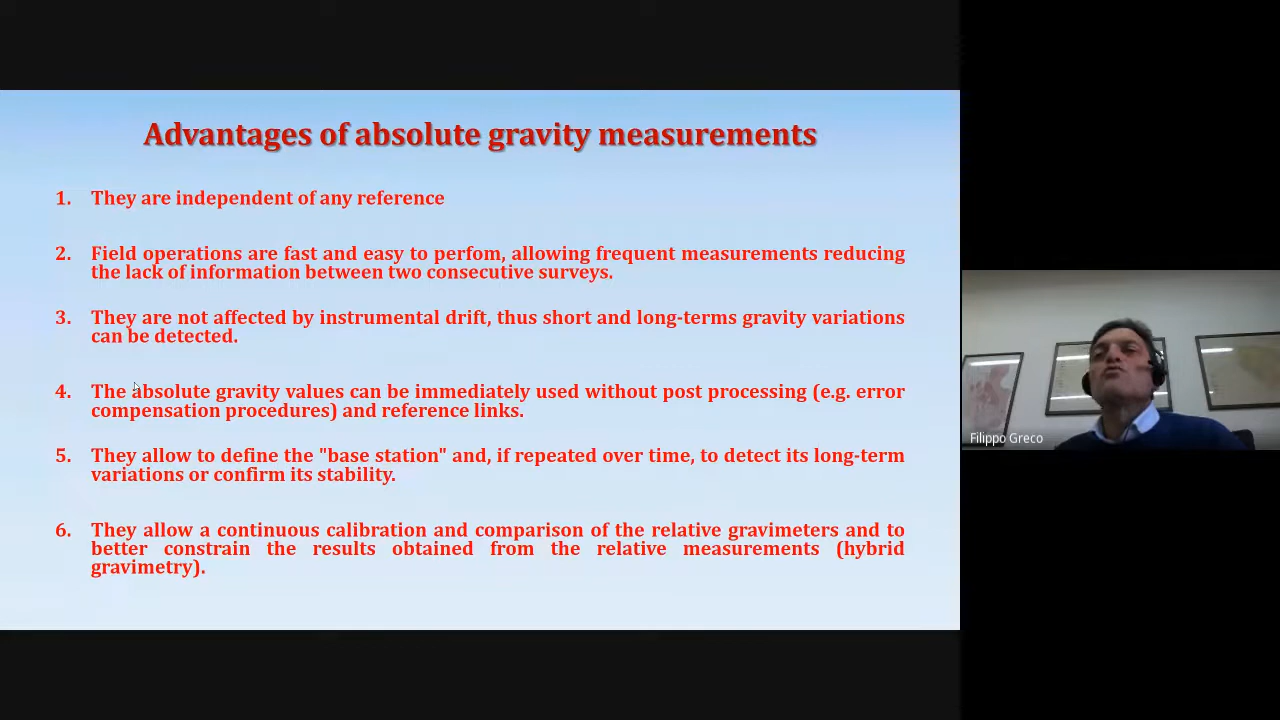 Advantages of absolute gravity measurements
1. They are independent of any reference
2. Field operations are fast and easy to perfom, allowing frequent measurements reducing
the lack of information between two consecutive surveys.
3. They are not affected by instrumental drift, thus short and long-terms gravity variations
can be detected.
4. The absolute gravity values can be immediately used without post processing (e.g. error
compensation procedures) and reference links.
5. They allow to define the "base station" and, if repeated over time, to detect its long-term
variations or confirm its stability.
6. They allow a continuous calibration and comparison of the relative gravimeters and to
better constrain the results obtained from the relative measurements (hybrid
gravimetry).
Filippo Greco